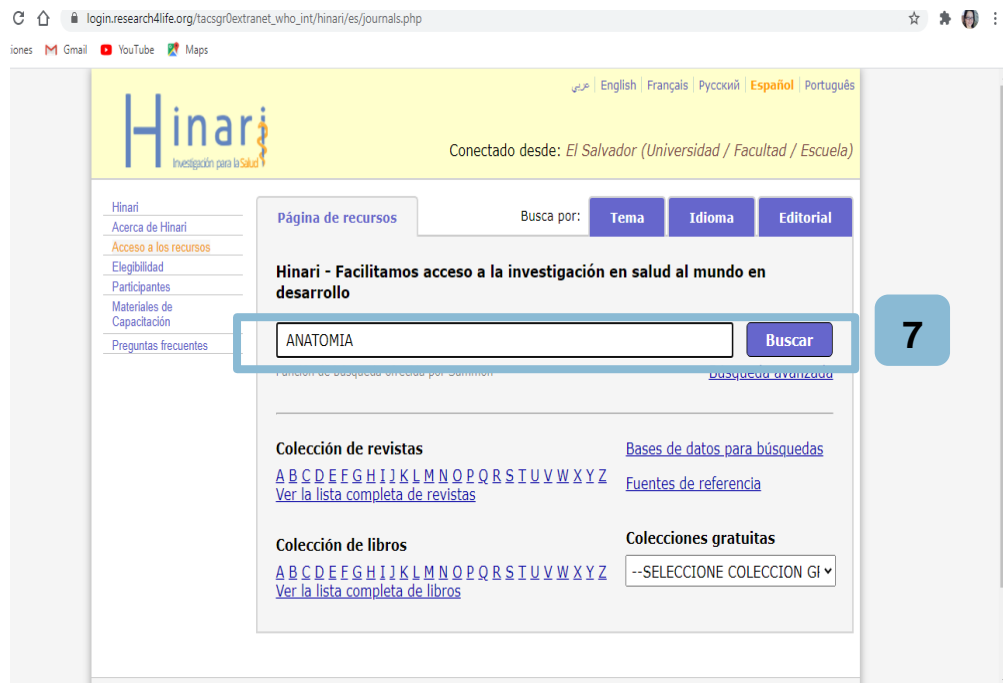 login.research4life.org/tacsgr0extranet_who_int/hinari/es/journals.php
iones Gmail YouTube Maps
عربي English Français Русский Español Português
Hinari
Investigación para la Salud
Conectado desde: El Salvador (Universidad / Facultad / Escuela)
Hinari
Acerca de Hinari
Acceso a los recursos
Elegibilidad
Participantes
Materiales de
Capacitación
Preguntas frecuentes
Página de recursos
Busca por: Tema Idioma Editorial
Hinari - Facilitamos acceso a la investigación en salud al mundo en
desarrollo
ANATOMIA Buscar
7
Función de búsqueda ofrecida por Summon Búsqueda avanzada
Colección de revistas
A B C D E F G H I J K L M N O P Q R S T U V W X Y Z
Ver la lista completa de revistas
Bases de datos para búsquedas
Fuentes de referencia
Colección de libros
A B C D E F G H I J K L M N O P Q R S T U V W X Y Z
Ver la lista completa de libros
Colecciones gratuitas
--SELECCIONE COLECCION GI